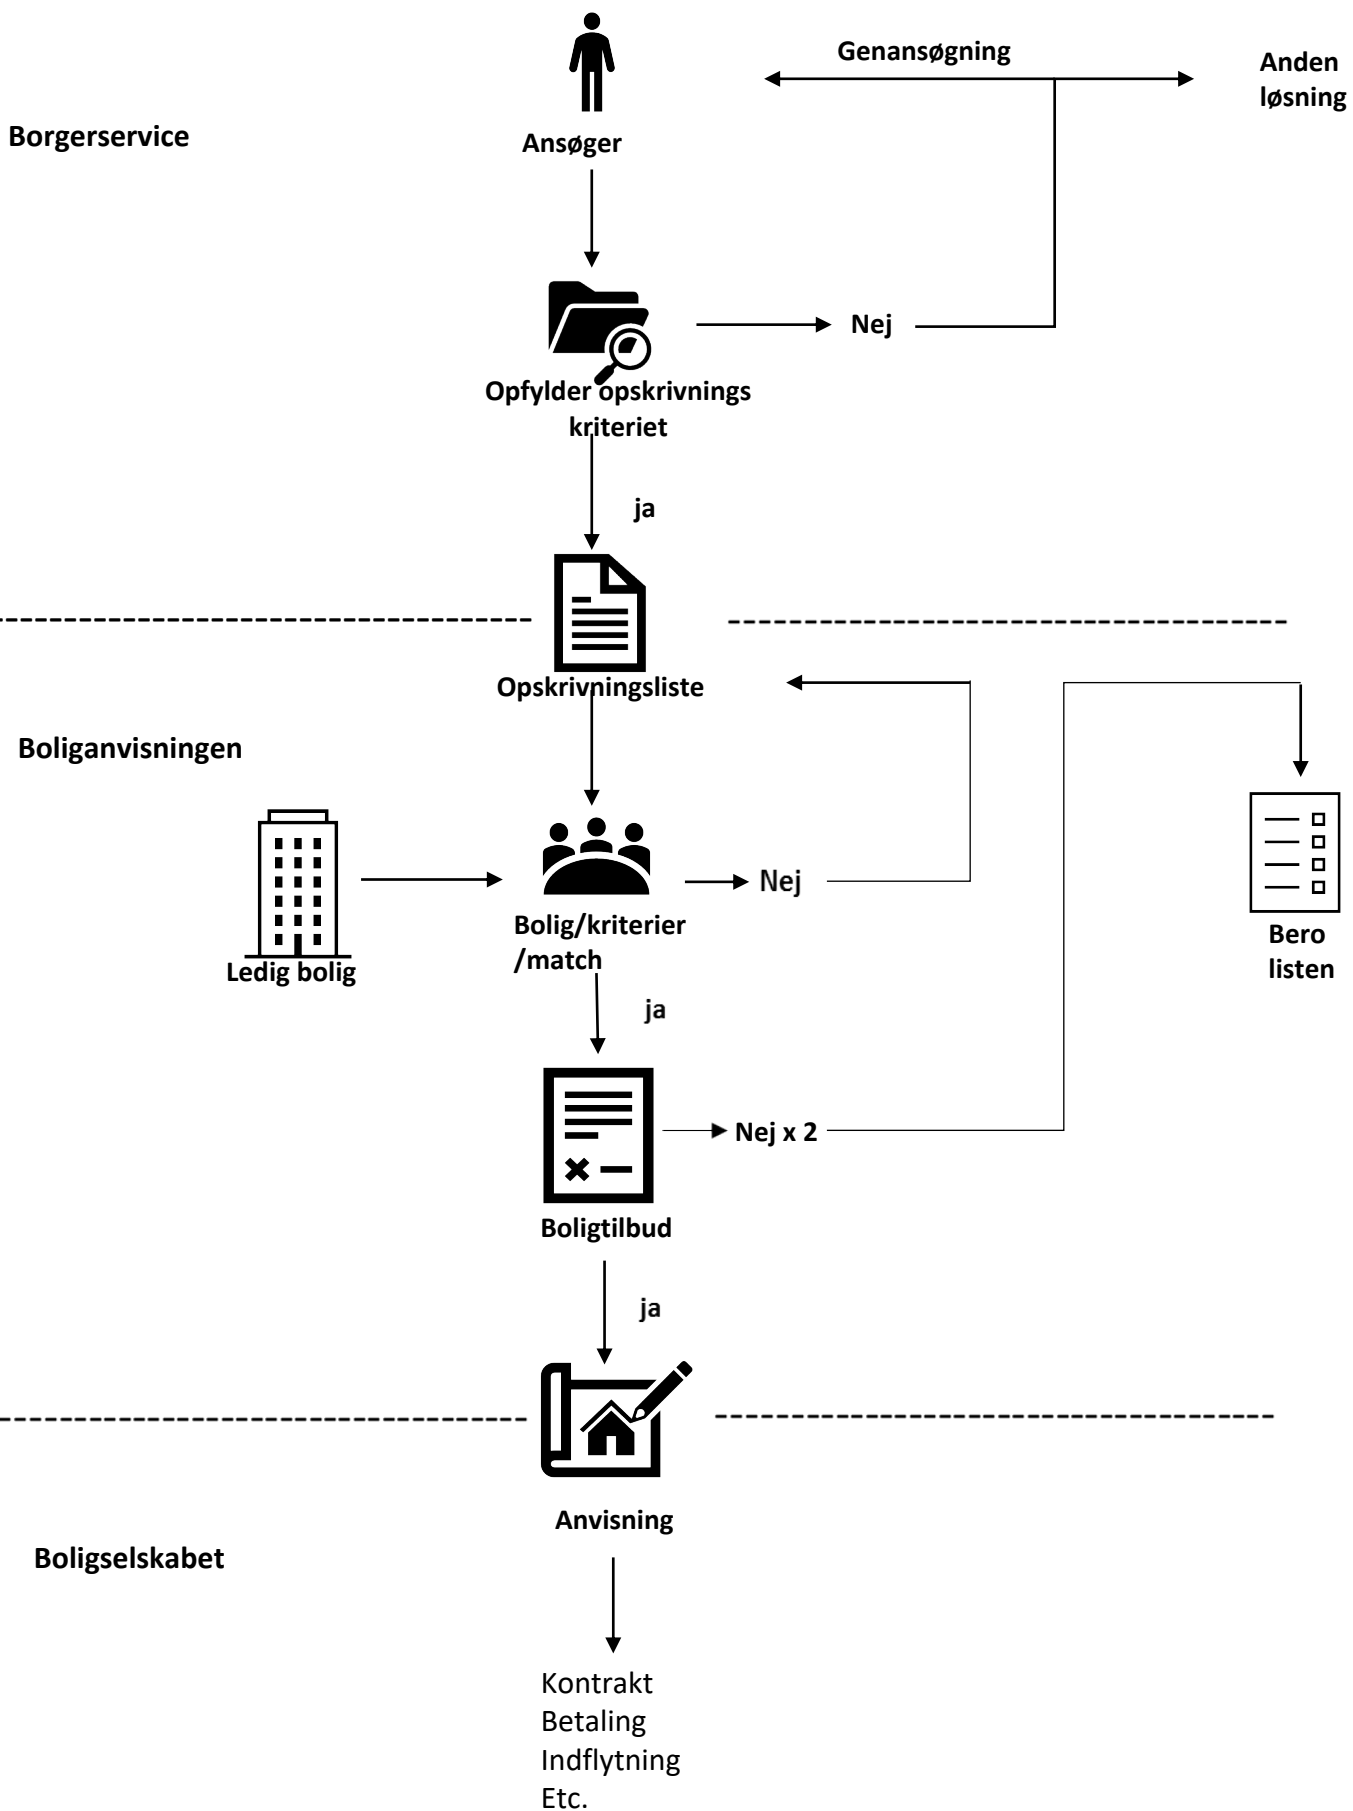 Genansøgning
Anden
løsning
Borgerservice
Ansøger
Nej
Opfylder opskrivnings
kriteriet
ja
Opskrivningsliste
Boliganvisningen
Nej
Bolig/kriterier
/match
Ledig bolig
Bero
listen
ja
Nej x 2
Boligtilbud
ja
Anvisning
Boligselskabet
Kontrakt
Betaling
Indflytning
Etc.